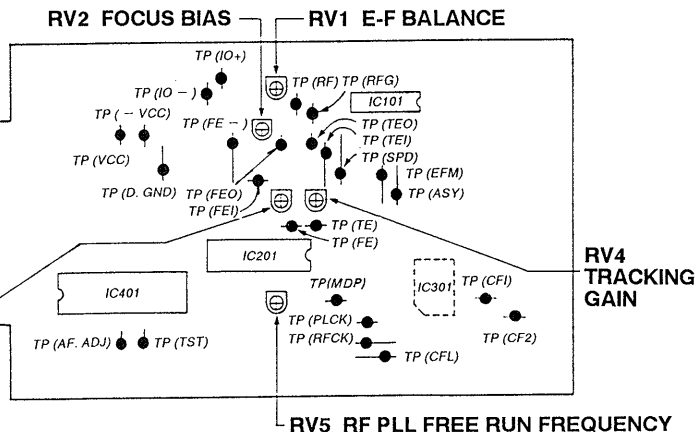 RV2 FOCUS BIAS
RV1 E-F BALANCE
TP (IO+)
TP (IO -)
TP (RF) TP (RFG)
IC101
TP (- VCC)
TP (FE -)
TP (TEO)
TP (TEI)
TP (SPD)
TP (VCC)
TP (D. GND)
TP (FEO)
TP (FEI)
TP (EFM)
TP (ASY)
TP (TE)
TP (FE)
IC201
RV4
TRACKING
GAIN
IC401
TP(MDP)
IC301
TP (CFI)
TP (PLCK)
TP (RFCK)
TP (CF2)
TP (AF. ADJ)
TP (TST)
TP (CFL)
RV5 RF PLL FREE RUN FREQUENCY